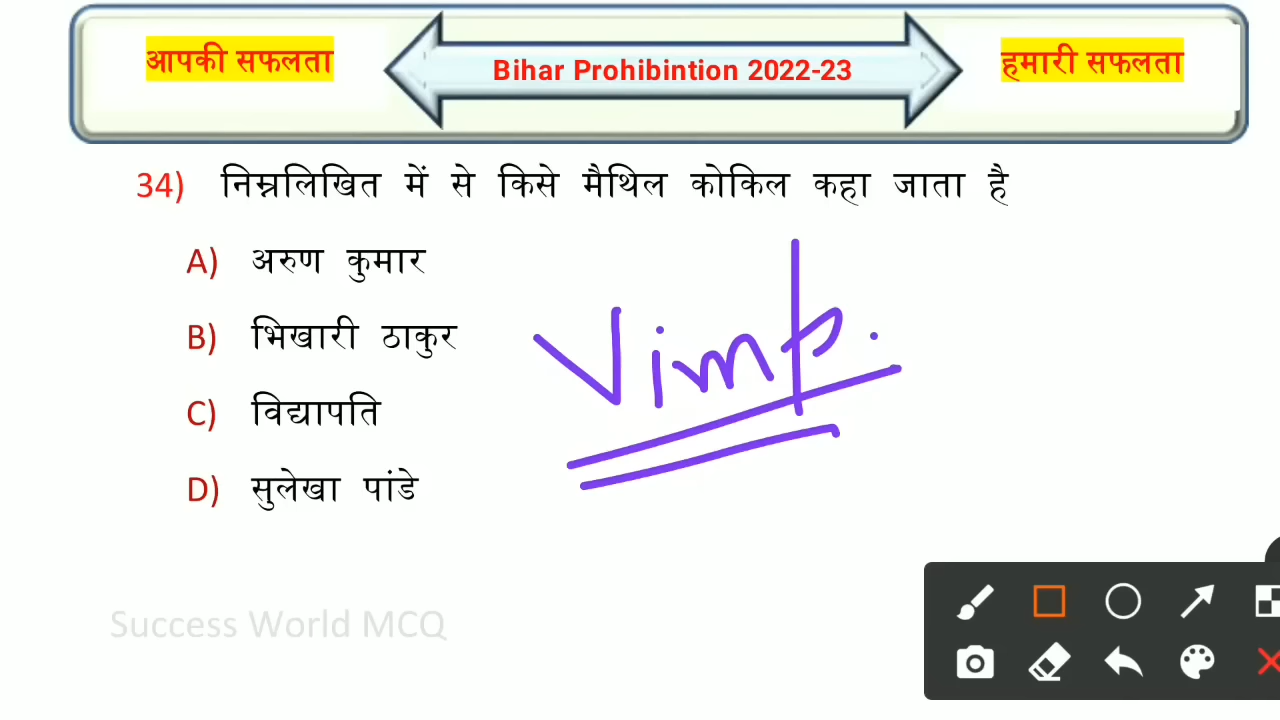 आपकी सफलता
Bihar Prohibintion 2022-23
हमारी सफलता
34) निम्नलिखित में से किसे मैथिल कोकिल कहा जाता है
A) अरुण कुमार
B) भिखारी ठाकुर
C) विद्यापति
D) सुलेखा पांडे
Vimp.
Success World MCQ